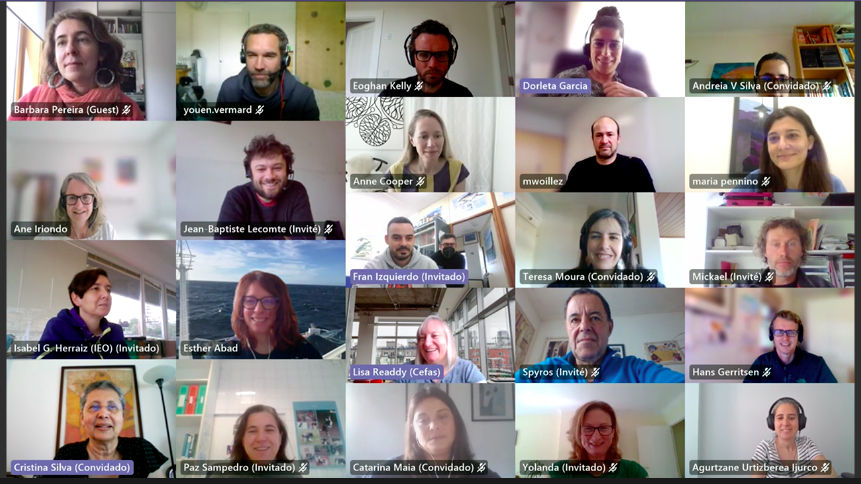 Barbara Pereira (Guest)
youen.vermard
Eoghan Kelly
Dorleta Garcia
Andreia V Silva (Convidado)
Anne Cooper
mwoillez
maria pennino
Ane Iriondo
Jean-Baptiste Lecomte (Invité)
Fran Izquierdo (Invitado)
Teresa Moura (Convidado)
Mickael (Invité)
Isabel G. Herraiz (IEO) (Invitado)
Esther Abad
Lisa Readdy (Cefas)
Spyros (Invité)
Hans Gerritsen
Cristina Silva (Convidado)
Paz Sampedro (Invitado)
Catarina Maia (Convidado)
Yolanda (Invitado)
Agurtzane Urtizberea Ijurco